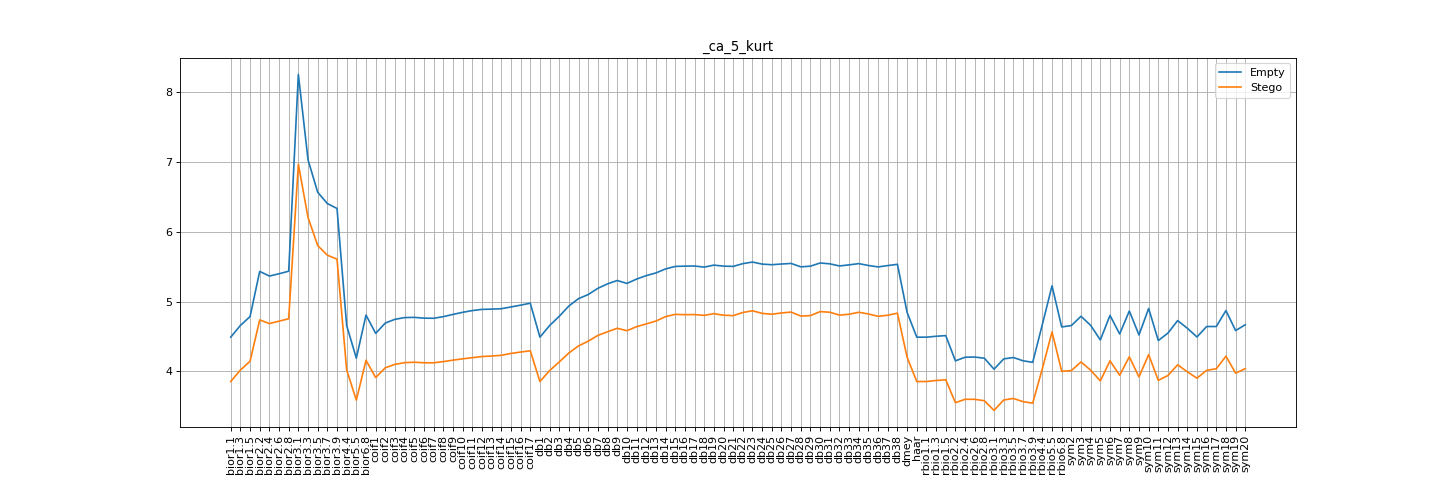 _ca_5_kurt
Empty
Stego
8
7
6
5
4
bior1.1
bior1.3
bior1.5
bior2.2
bior2.4
bior2.6
bior2.8
bior3.1
bior3.3
bior3.5
bior3.7
bior3.9
bior4.4
bior5.5
bior6.8
coif1
coif2
coif3
coif4
coif5
coif6
coif7
coif8
coif9
coif10
coif11
coif12
coif13
coif14
coif15
coif16
coif17
db1
db2
db3
db4
db5
db6
db7
db8
db9
db10
db11
db12
db13
db14
db15
db16
db17
db18
db19
db20
db21
db22
db23
db24
db25
db26
db27
db28
db29
db30
db31
db32
db33
db34
db35
db36
db37
db38
dmey
haar
rbio1.1
rbio1.3
rbio1.5
rbio2.2
rbio2.4
rbio2.6
rbio2.8
rbio3.1
rbio3.3
rbio3.5
rbio3.7
rbio3.9
rbio4.4
rbio5.5
rbio6.8
sym2
sym3
sym4
sym5
sym6
sym7
sym8
sym9
sym10
sym11
sym12
sym13
sym14
sym15
sym16
sym17
sym18
sym19
sym20